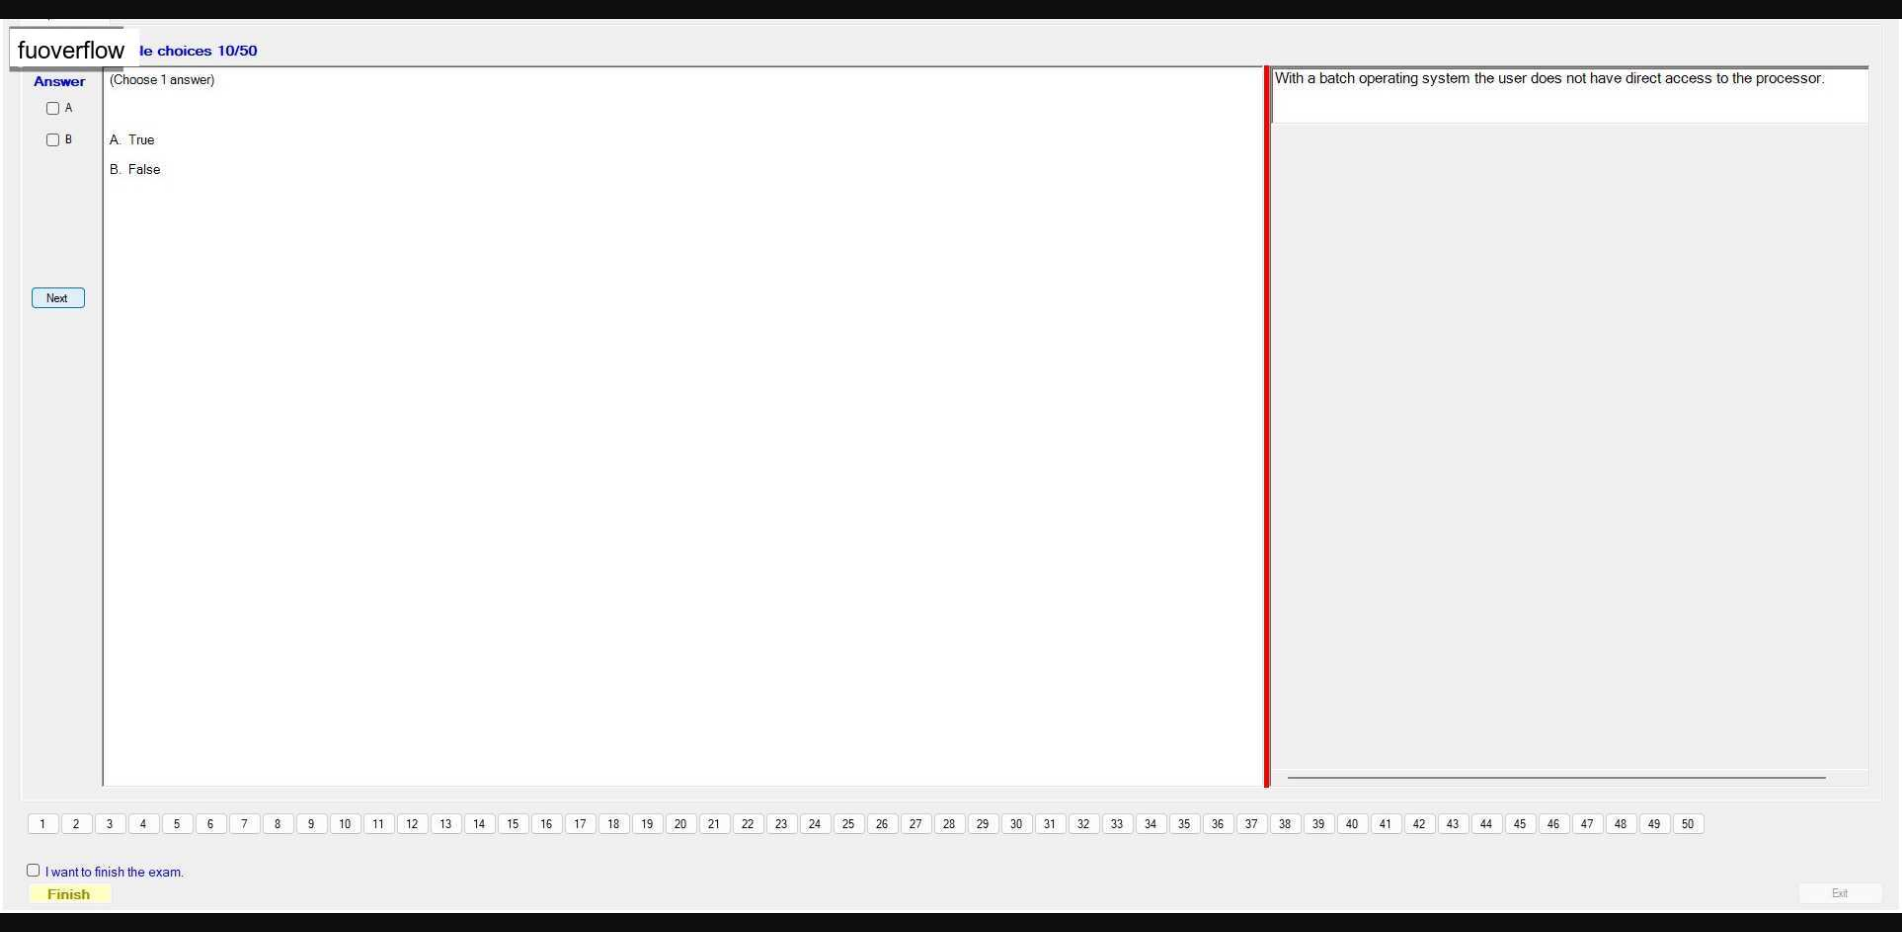 fuoverflow
le choices 10/50
Answer
(Choose 1 answer)
With a batch operating system the user does not have direct access to the processor.
A
B
A. True
B. False
Next
1 2 3 4 5 6 7 8 9 10 11 12 13 14 15 16 17 18 19 20 21 22 23 24 25 26 27 28 29 30 31 32 33 34 35 36 37 38 39 40 41 42 43 44 45 46 47 48 49 50
I want to finish the exam.
Finish
Exit